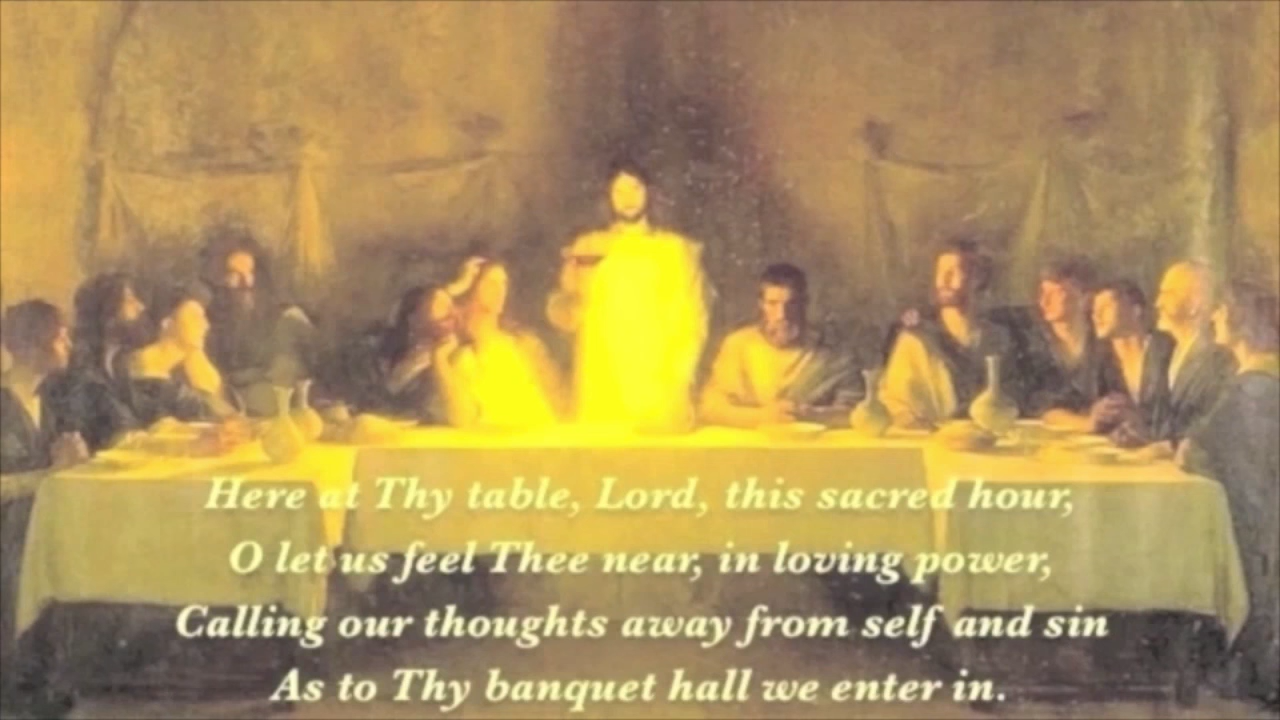 Here at Thy table, Lord, this sacred hour,
O let us feel Thee near, in loving power,
Calling our thoughts away from self and sin
As to Thy banquet hall we enter in.